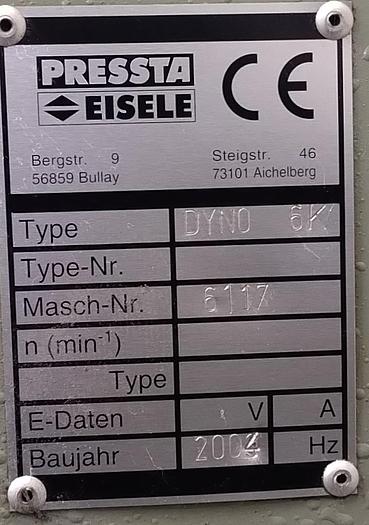 PRESSTA
EISELE
CE
Bergstr. 9
56859 Bullay
Steigstr. 46
73101 Aichelberg
Type DYNO 6K
Type-Nr.
Masch-Nr. 6117
n (min⁻¹)
Type
E-Daten V A
Baujahr Hz